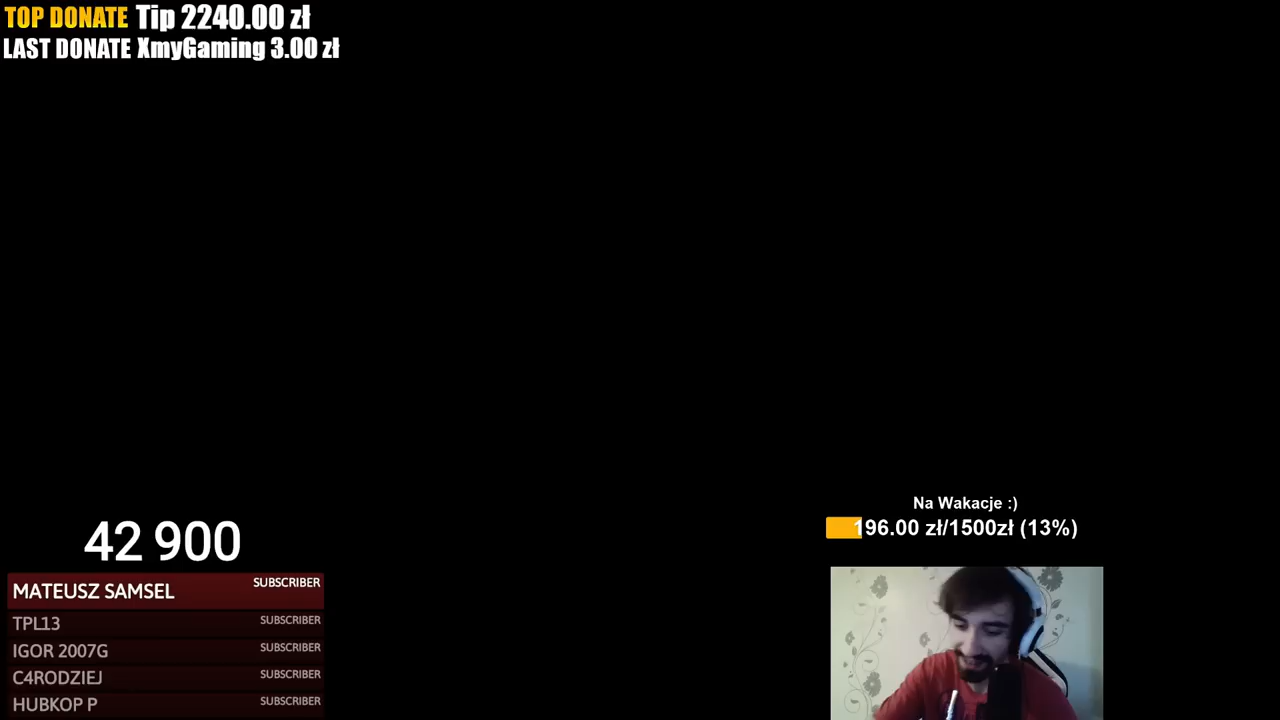 TOP DONATE Tip 2240.00 zł
LAST DONATE XmyGaming 3.00 zł
Na Wakacje :)
196.00 zł/1500zł (13%)
42 900
MATEUSZ SAMSEL SUBSCRIBER
TPL13 SUBSCRIBER
IGOR 2007G SUBSCRIBER
C4RODZIEJ SUBSCRIBER
HUBKOP P SUBSCRIBER